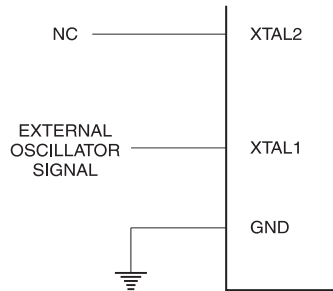 NC
XTAL2
EXTERNAL
OSCILLATOR
SIGNAL
XTAL1
GND